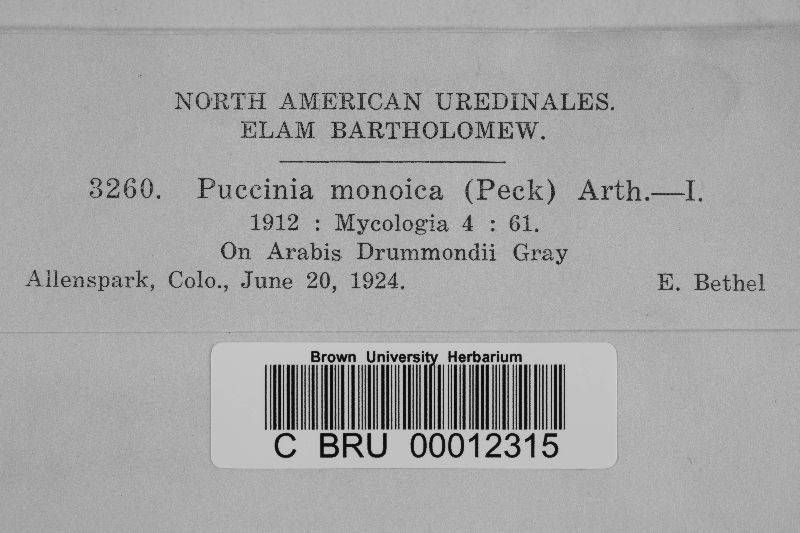 NORTH AMERICAN UREDINALES.
ELAM BARTHOLOMEW.
3260. Puccinia monoica (Peck) Arth.—I.
1912 : Mycologia 4 : 61.
On Arabis Drummondii Gray
Allenspark, Colo., June 20, 1924. E. Bethel
Brown University Herbarium
C BRU 00012315